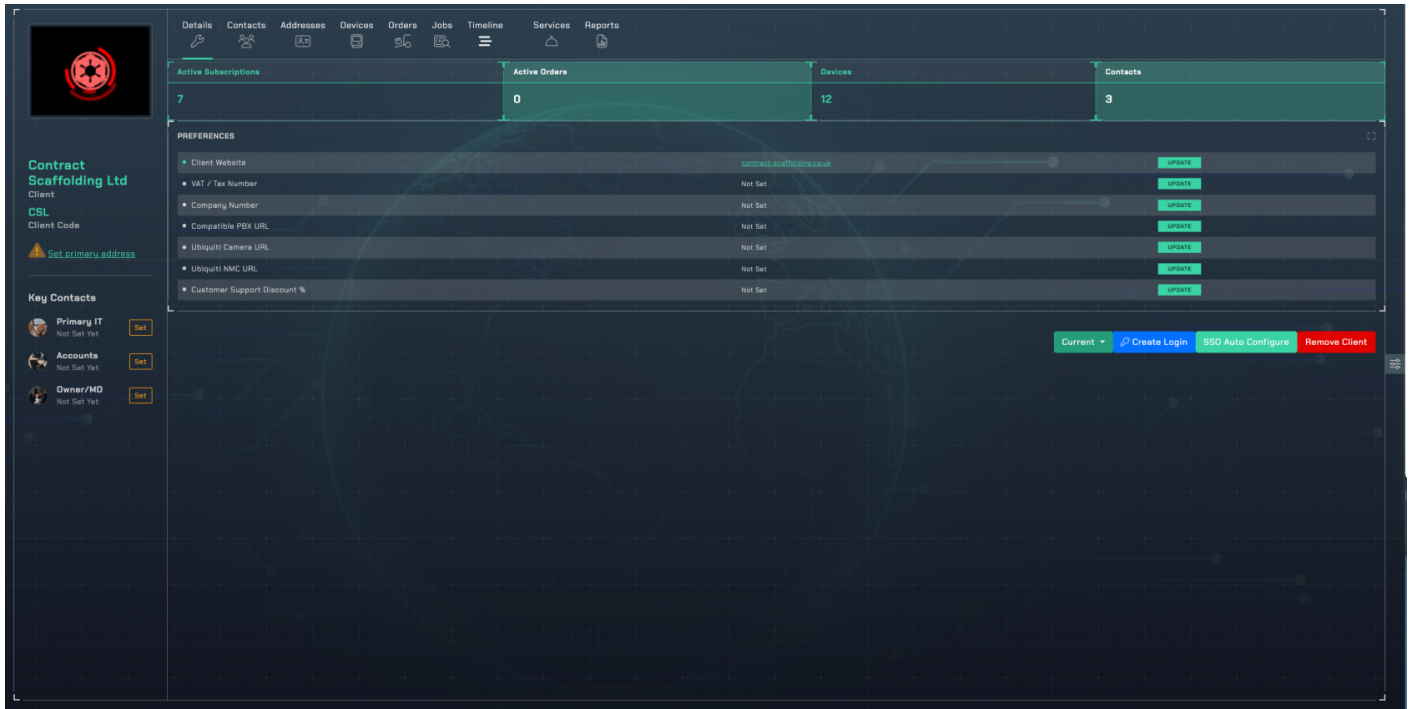 Details Contacts Addresses Devices Orders Jobs Timeline Services Reports
Active Subscriptions Active Orders Devices Contacts
7 0 12 3
PREFERENCES
Client Website contract-scaffolding.co.uk UPDATE
VAT / Tax Number Not Set UPDATE
Company Number Not Set UPDATE
Compatible PBX URL Not Set UPDATE
Ubiquiti Camera URL Not Set UPDATE
Ubiquiti NMC URL Not Set UPDATE
Customer Support Discount % Not Set UPDATE
Current Create Login SSO Auto Configure Remove Client
Contract
Scaffolding Ltd
Client
CSL
Client Code
Set primary address
Key Contacts
Primary IT
Not Set Yet Set
Accounts
Not Set Yet Set
Owner/MD
Not Set Yet Set